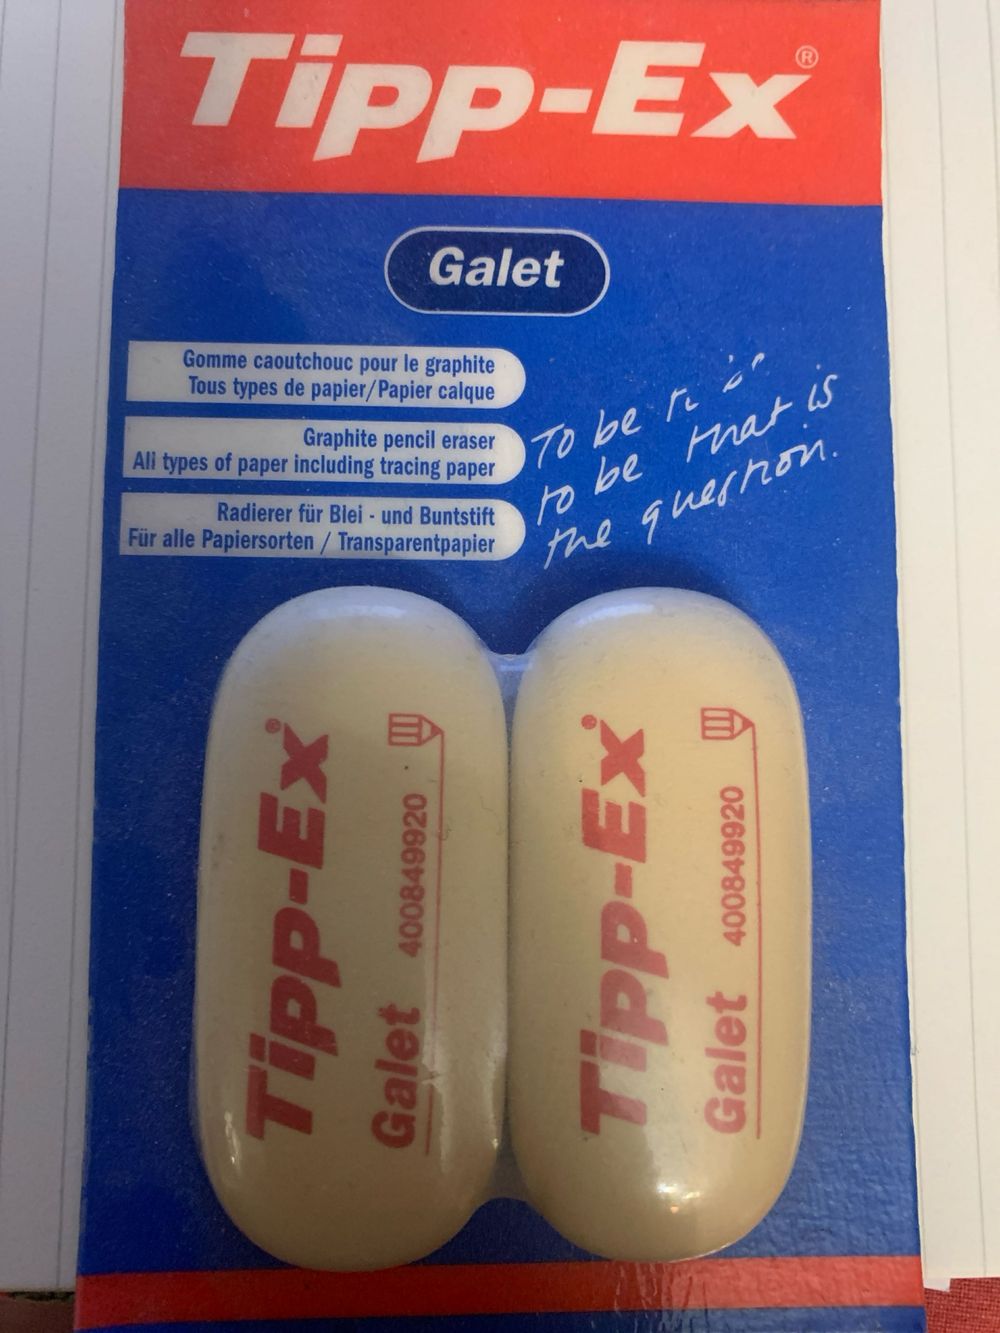 Tipp-Ex®
Galet
Gomme caoutchouc pour le graphite
Tous types de papier/Papier calque
Graphite pencil eraser
All types of paper including tracing paper
Radierer für Blei - und Buntstift
Für alle Papiersorten / Transparentpapier
To be
to be that is
the question.
Tipp-Ex®
Galet 400849920
Tipp-Ex®
Galet 400849920